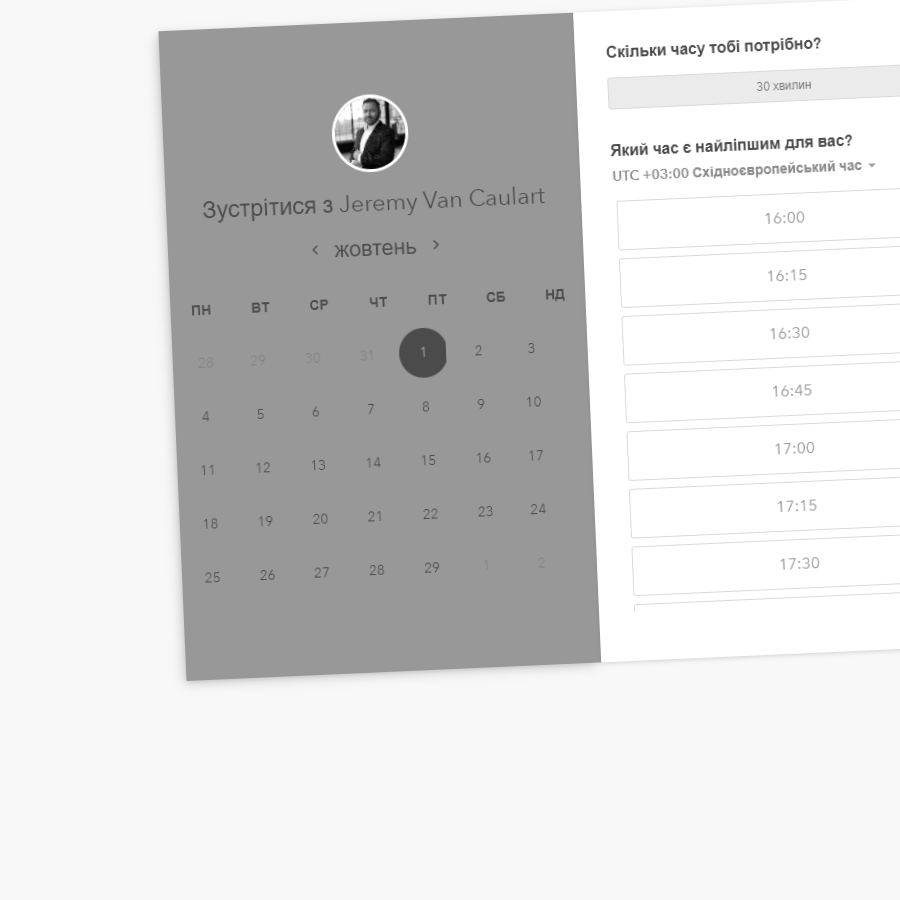 Зустрітися з Jeremy Van Caulart
жовтень
ПН ВТ СР ЧТ ПТ СБ НД
28 29 30 31 1 2 3
4 5 6 7 8 9 10
11 12 13 14 15 16 17
18 19 20 21 22 23 24
25 26 27 28 29 1 2
Скільки часу тобі потрібно?
30 хвилин
Який час є найліпшим для вас?
UTC +03:00 Східноєвропейський час
16:00
16:15
16:30
16:45
17:00
17:15
17:30